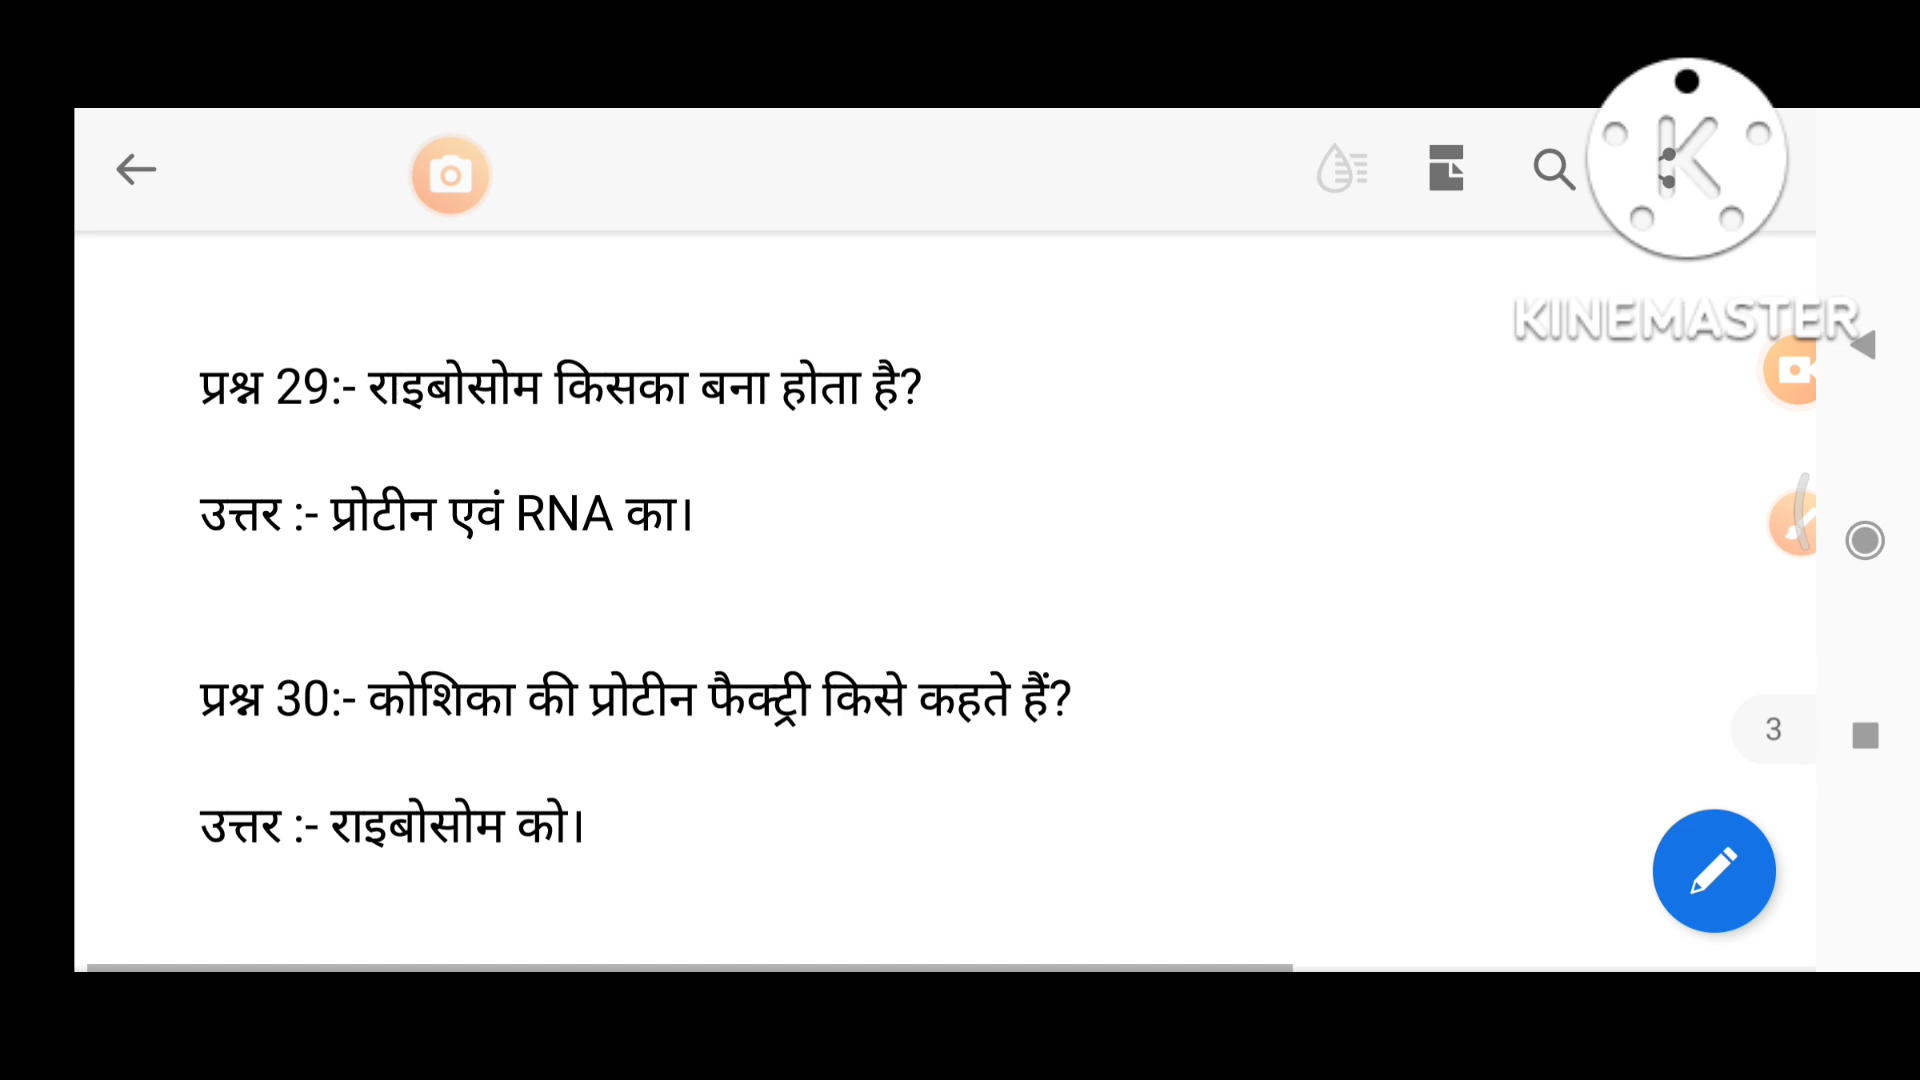 K
KINEMASTER
प्रश्न 29:- राइबोसोम किसका बना होता है?
उत्तर :- प्रोटीन एवं RNA का।
प्रश्न 30:- कोशिका की प्रोटीन फैक्ट्री किसे कहते हैं?
3
उत्तर :- राइबोसोम को।